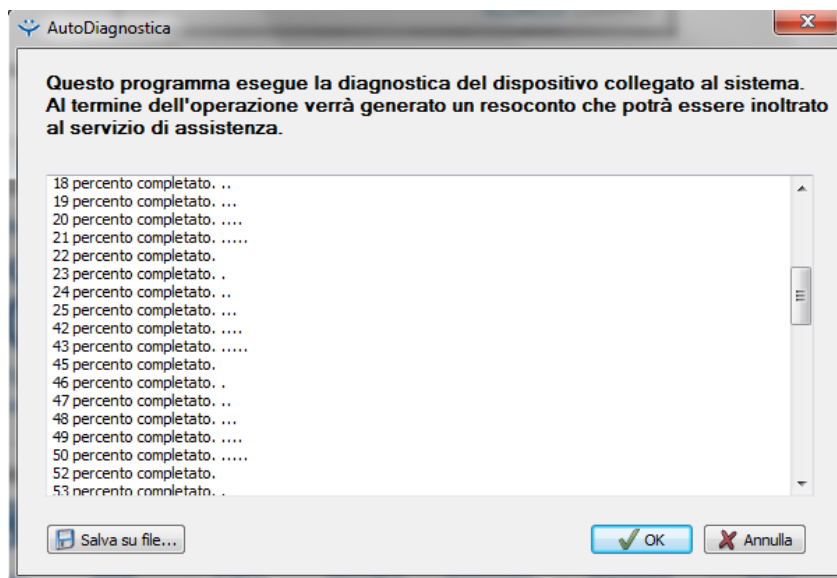 AutoDiagnostica
Questo programma esegue la diagnostica del dispositivo collegato al sistema.
Al termine dell'operazione verrà generato un resoconto che potrà essere inoltrato
al servizio di assistenza.
18 percento completato. ..
19 percento completato. ...
20 percento completato. ....
21 percento completato. .....
22 percento completato.
23 percento completato. .
24 percento completato. ..
25 percento completato. ...
42 percento completato. ....
43 percento completato. .....
45 percento completato.
46 percento completato. .
47 percento completato. ..
48 percento completato. ...
49 percento completato. ....
50 percento completato. .....
52 percento completato.
53 percento completato. .
Salva su file...
OK
Annulla